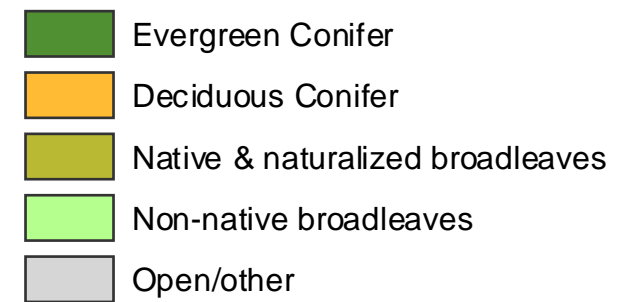 Evergreen Conifer
Deciduous Conifer
Native & naturalized broadleaves
Non-native broadleaves
Open/other